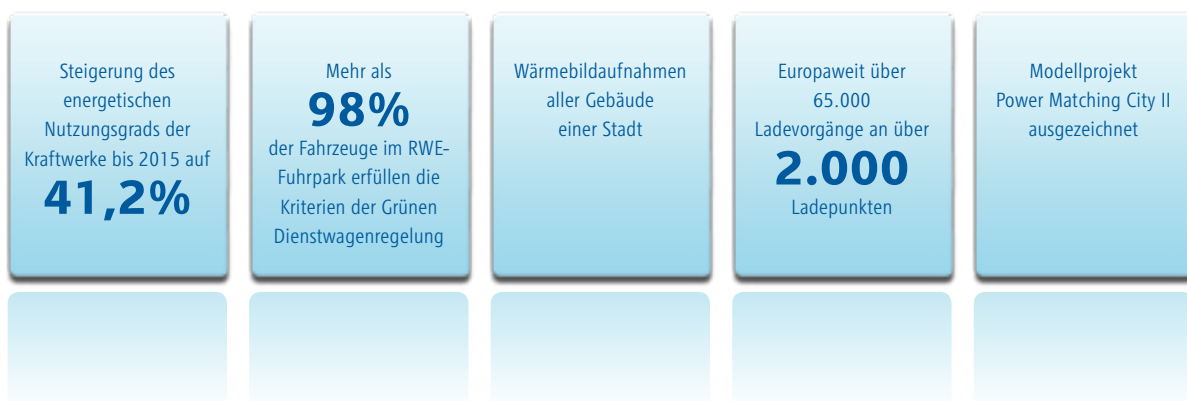 Steigerung des
energetischen
Nutzungsgrads der
Kraftwerke bis 2015 auf
41,2%
Mehr als
98%
der Fahrzeuge im RWE-
Fuhrpark erfüllen die
Kriterien der Grünen
Dienstwagenregelung
Wärmebildaufnahmen
aller Gebäude
einer Stadt
Europaweit über
65.000
Ladevorgänge an über
2.000
Ladepunkten
Modellprojekt
Power Matching City II
ausgezeichnet